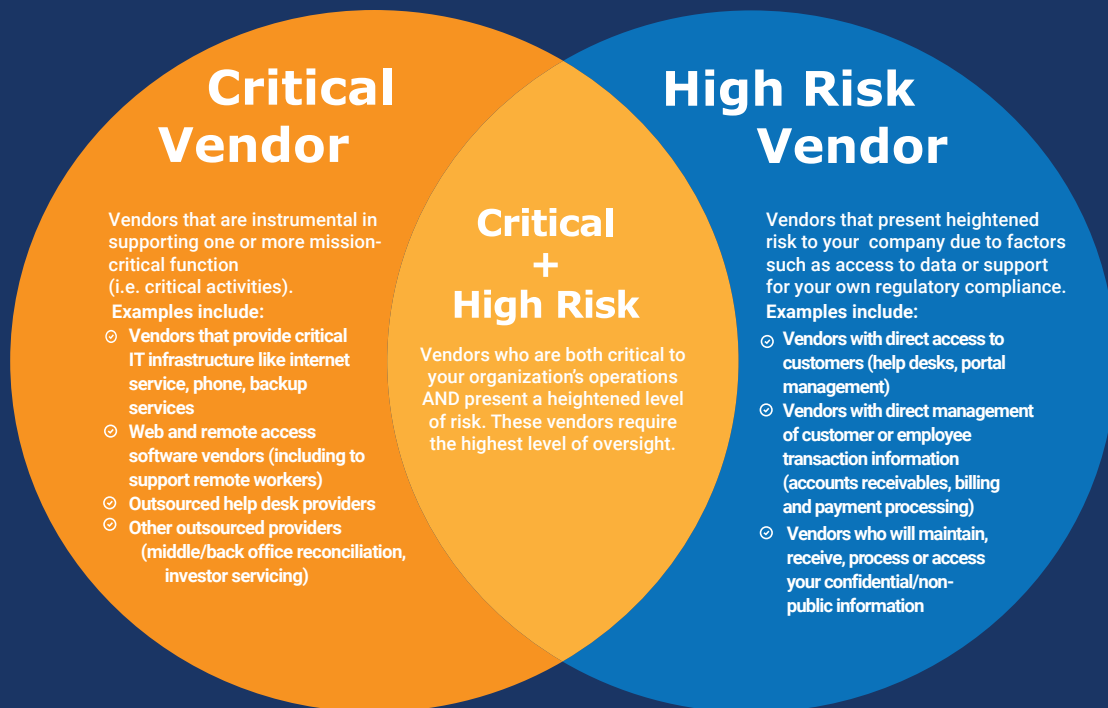 Critical
Vendor
Vendors that are instrumental in
supporting one or more mission-
critical function
(i.e. critical activities).
Examples include:
Vendors that provide critical
IT infrastructure like internet
service, phone, backup
services
Web and remote access
software vendors (including to
support remote workers)
Outsourced help desk providers
Other outsourced providers
(middle/back office reconciliation,
investor servicing)
Critical
+
High Risk
Vendors who are both critical to
your organization's operations
AND present a heightened level
of risk. These vendors require
the highest level of oversight.
High Risk
Vendor
Vendors that present heightened
risk to your company due to factors
such as access to data or support
for your own regulatory compliance.
Examples include:
Vendors with direct access to
customers (help desks, portal
management)
Vendors with direct management
of customer or employee
transaction information
(accounts receivables, billing
and payment processing)
Vendors who will maintain,
receive, process or access
your confidential/non-
public information